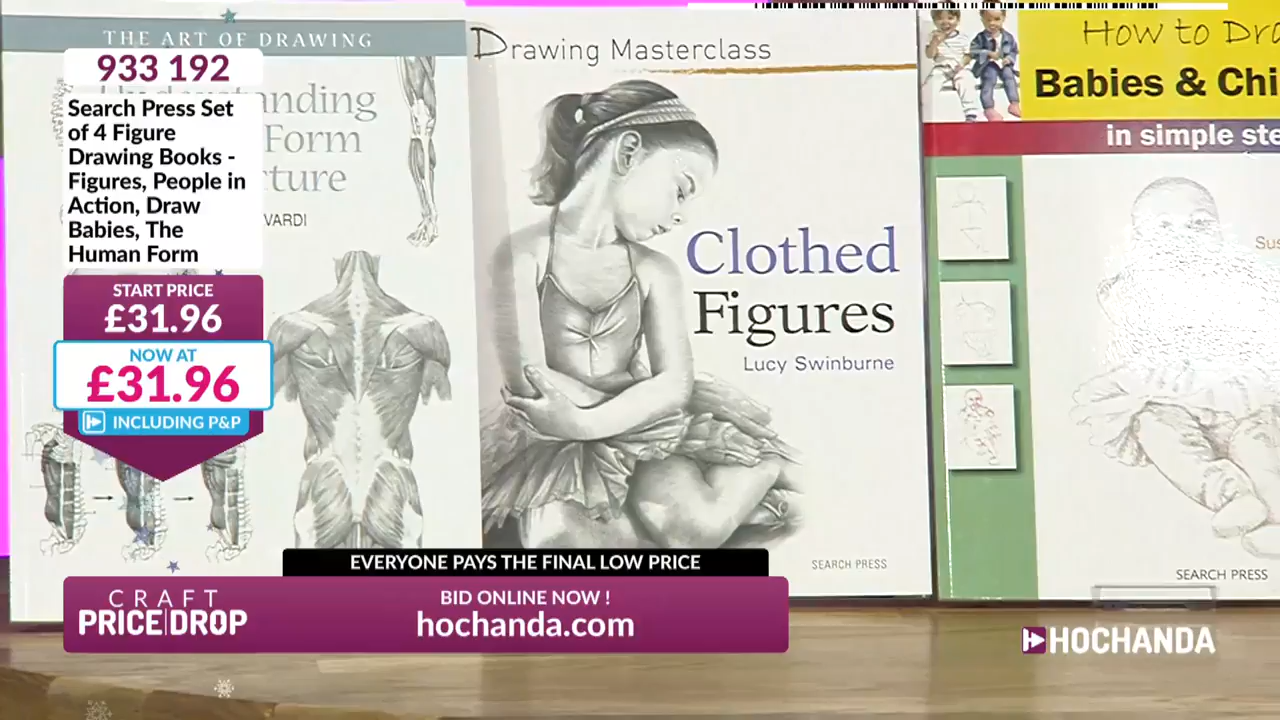 THE ART OF DRAWING
Form
VARDI
933 192
Search Press Set
of 4 Figure
Drawing Books -
Figures, People in
Action, Draw
Babies, The
Human Form
START PRICE
£31.96
NOW AT
£31.96
INCLUDING P&P
Drawing Masterclass
Clothed
Figures
Lucy Swinburne
SEARCH PRESS
How to
Babies &
in simple
SEARCH PRESS
EVERYONE PAYS THE FINAL LOW PRICE
CRAFT
PRICE DROP
BID ONLINE NOW !
hochanda.com
HOCHANDA